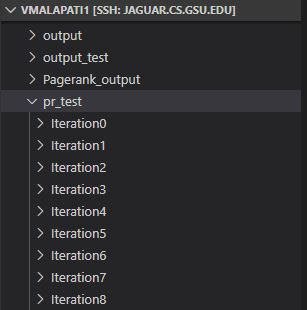 VMALAPATI1 [SSH: JAGUAR.CS.GSU.EDU]
output
output_test
Pagerank_output
pr_test
Iteration0
Iteration1
Iteration2
Iteration3
Iteration4
Iteration5
Iteration6
Iteration7
Iteration8